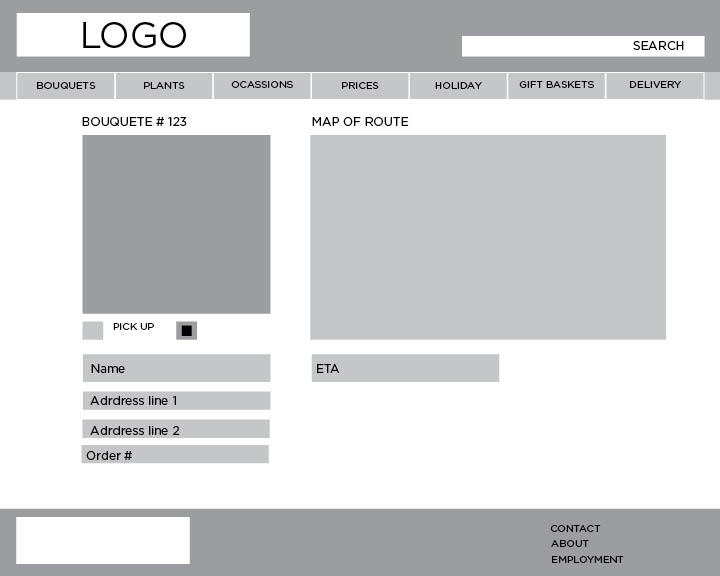 LOGO
SEARCH
BOUQUETS
PLANTS
OCASSIONS
PRICES
HOLIDAY
GIFT BASKETS
DELIVERY
BOUQUETE # 123
MAP OF ROUTE
PICK UP
Name
ETA
Adrdress line 1
Adrdress line 2
Order #
CONTACT
ABOUT
EMPLOYMENT